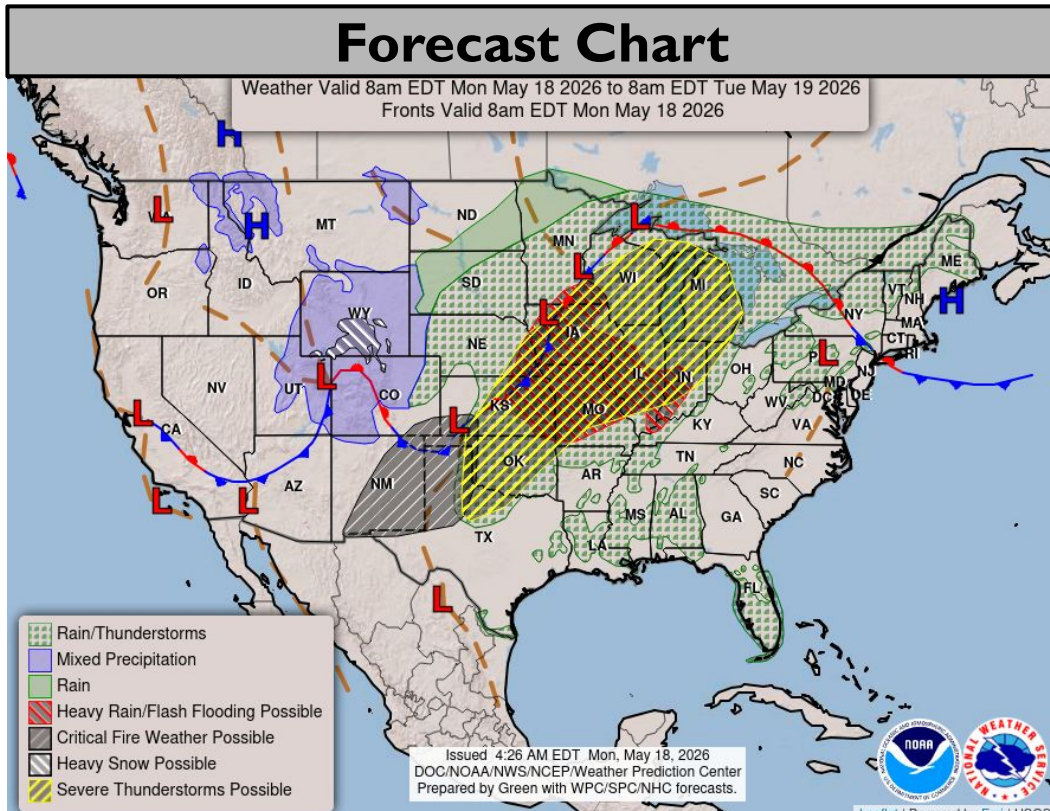 Forecast Chart
Weather Valid 8am EDT Mon May 18 2026 to 8am EDT Tue May 19 2026
Fronts Valid 8am EDT Mon May 18 2026
H
L
WA
H
MT
ND
MN
L
L
ME
OR
ID
WY
SD
WI
MI
VT
NH
H
NY
MA
CT
RI
L
IA
NE
NV
UT
L
CO
IL
IN
OH
PA
L
NJ
MD
DE
DC
WV
VA
KS
MO
KY
L
CA
L
AZ
NM
OK
AR
TN
NC
SC
L
L
TX
LA
MS
AL
GA
FL
L
Rain/Thunderstorms
Mixed Precipitation
Rain
Heavy Rain/Flash Flooding Possible
Critical Fire Weather Possible
Heavy Snow Possible
Severe Thunderstorms Possible
Issued 4:26 AM EDT Mon, May 18, 2026
DOC/NOAA/NWS/NCEP/Weather Prediction Center
Prepared by Green with WPC/SPC/NHC forecasts.
NOAA
NATIONAL WEATHER SERVICE